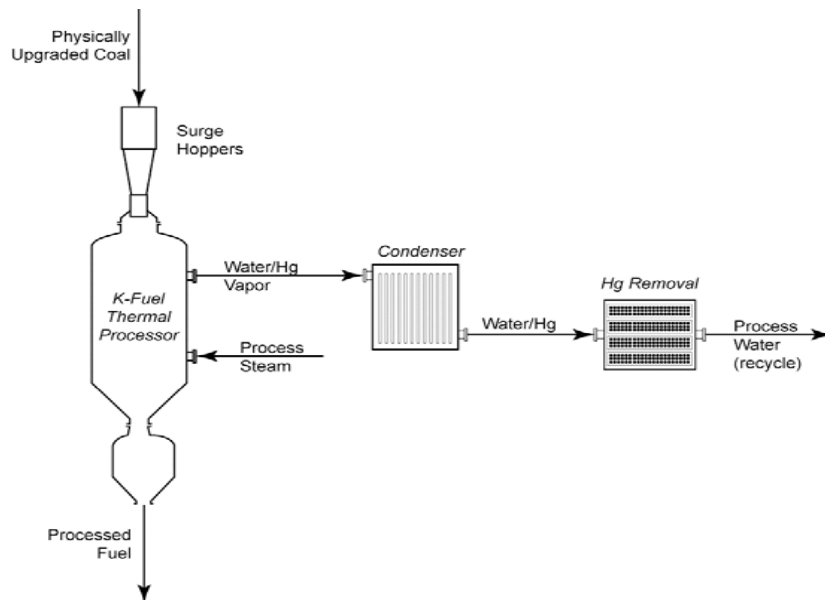 Physically
Upgraded Coal
Surge
Hoppers
K-Fuel
Thermal
Processor
Water/Hg
Vapor
Process
Steam
Condenser
Water/Hg
Hg Removal
Process
Water
(recycle)
Processed
Fuel